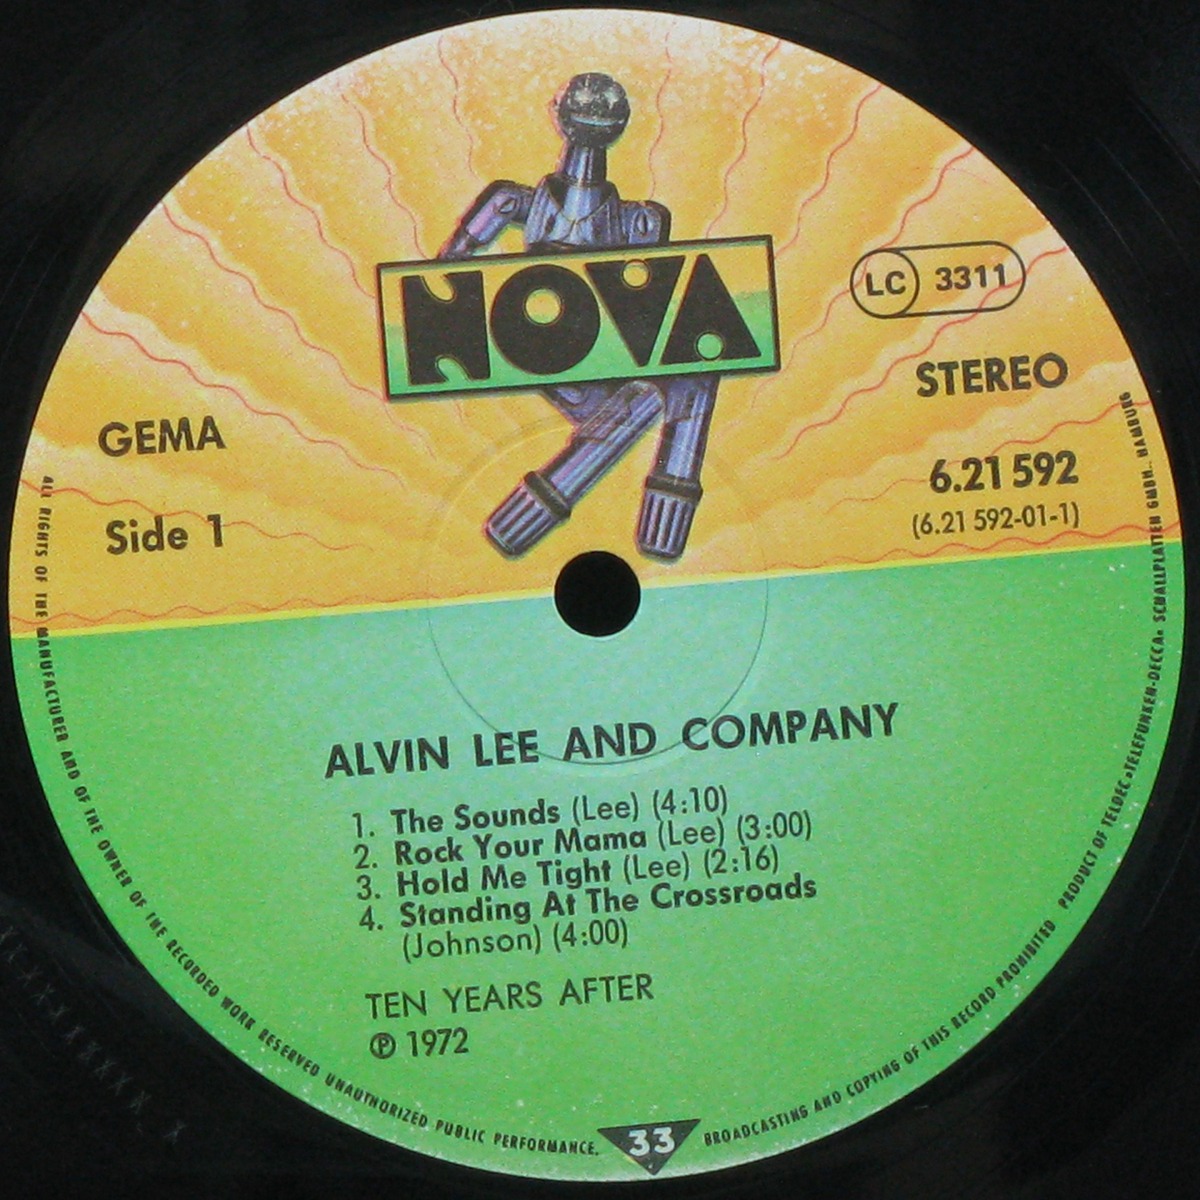 NOVA
LC 3311
STEREO
GEMA
6.21 592
(6.21 592-01-1)
Side 1
ALVIN LEE AND COMPANY
1. The Sounds (Lee) (4:10)
2. Rock Your Mama (Lee) (3:00)
3. Hold Me Tight (Lee) (2:16)
4. Standing At The Crossroads
(Johnson) (4:00)
TEN YEARS AFTER
℗ 1972
33
ALL RIGHTS OF THE MANUFACTURER AND OF THE OWNER OF THE RECORDED WORK RESERVED UNAUTHORIZED PUBLIC PERFORMANCE, BROADCASTING AND COPYING OF THIS RECORD PROHIBITED PRODUCT OF TELDEC »TELEFUNKEN-DECCA« SCHALLPLATTEN GMBH., HAMBURG